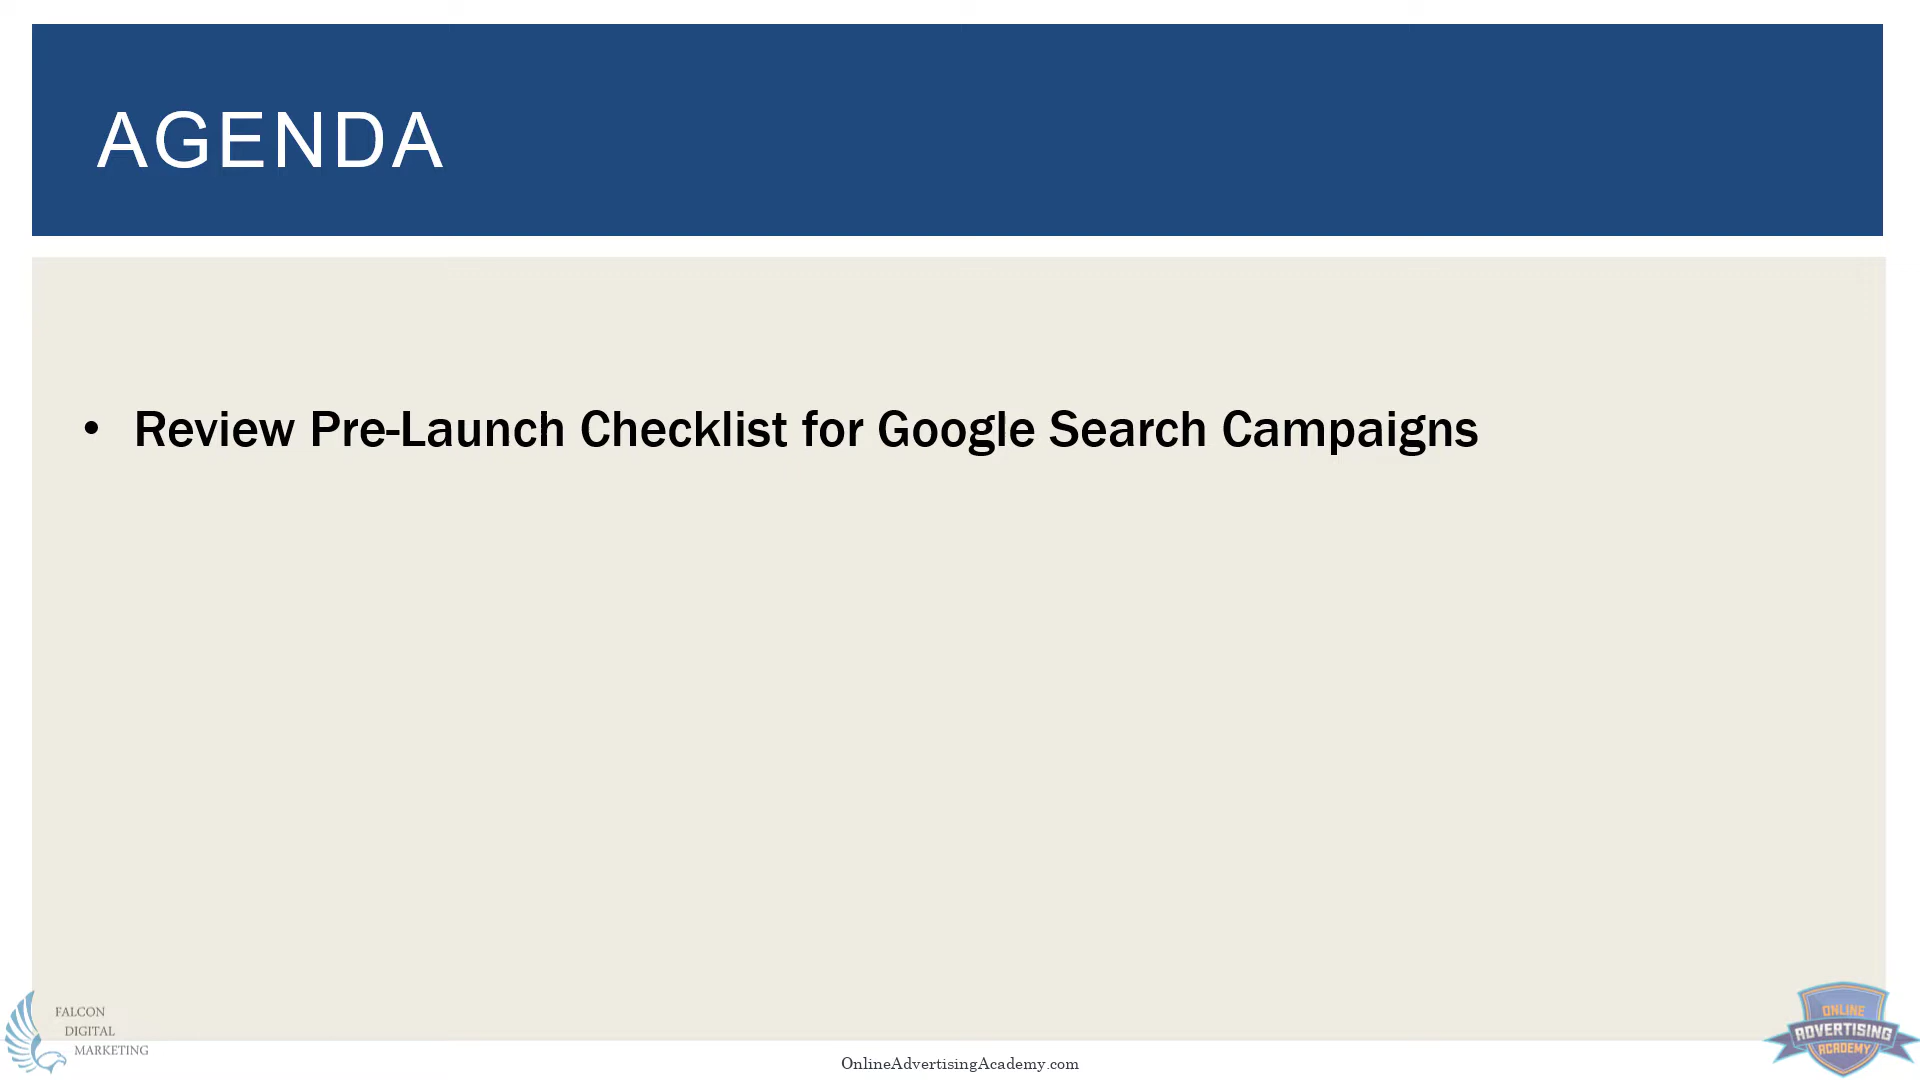 AGENDA
• Review Pre-Launch Checklist for Google Search Campaigns
FALCON
DIGITAL
MARKETING
OnlineAdvertisingAcademy.com
ONLINE
ADVERTISING
ACADEMY